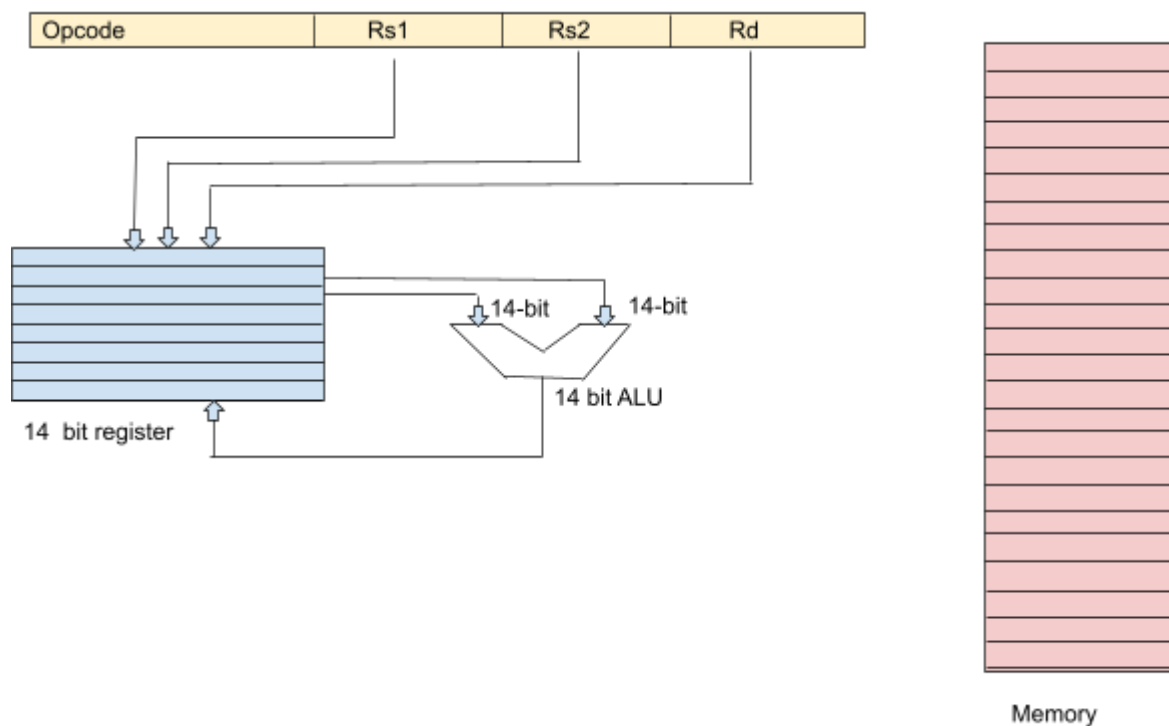 Opcode Rs1 Rs2 Rd
14-bit 14-bit
14 bit ALU
14 bit register
Memory